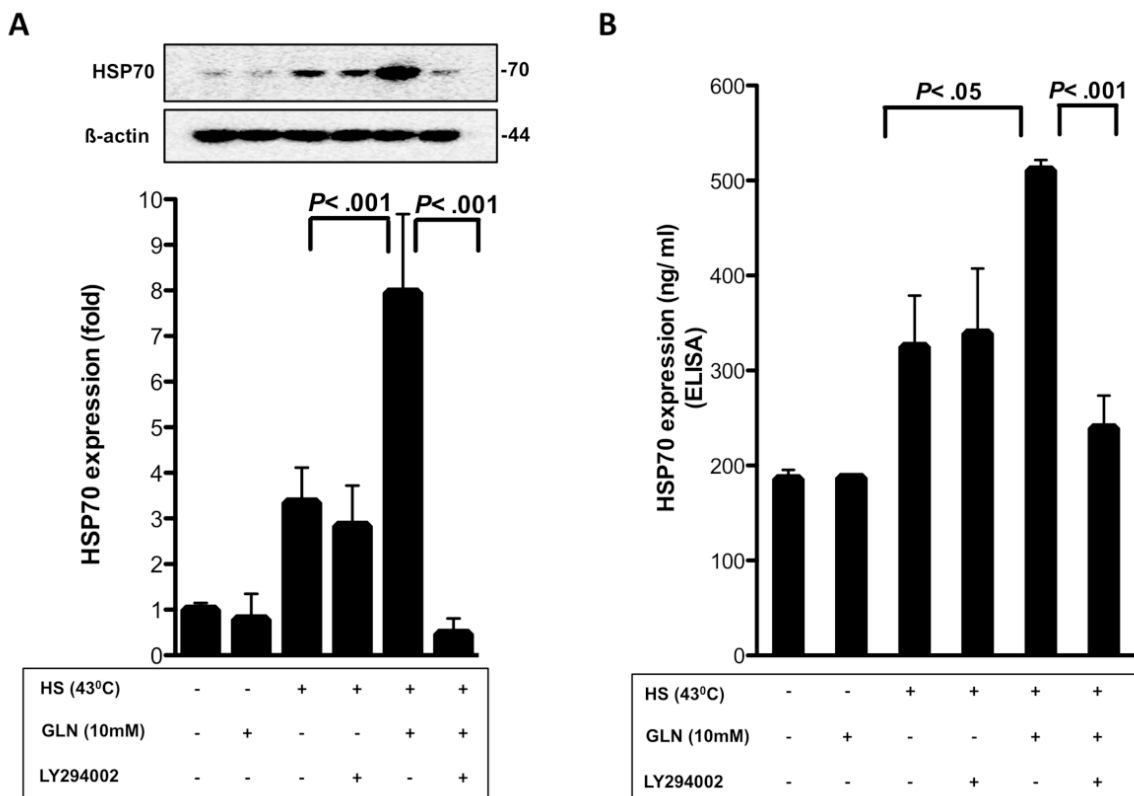 A
HSP70 -70
ß-actin -44
P< .001 P< .001
10
9
8
7
6
5
4
3
2
1
0
HSP70 expression (fold)
HS (43⁰C) - - + + + +
GLN (10mM) - + - - + +
LY294002 - - - + - +
B
P< .05 P< .001
600
500
400
300
200
100
0
HSP70 expression (ng/ ml)
(ELISA)
HS (43⁰C) - - + + + +
GLN (10mM) - + - - + +
LY294002 - - - + - +